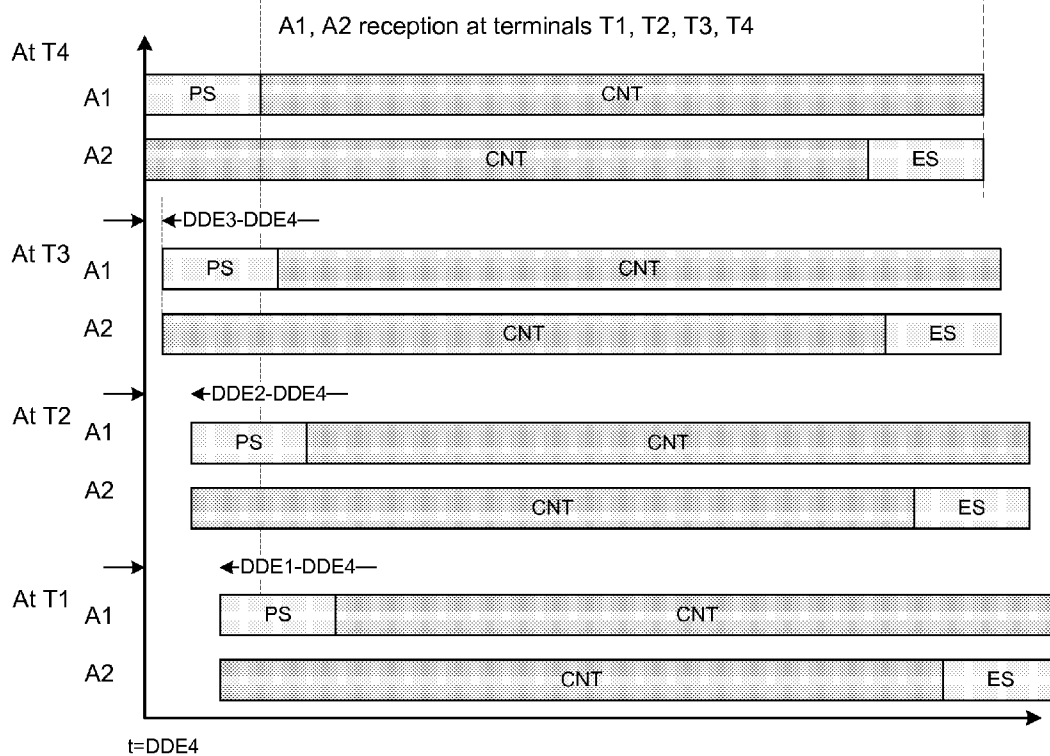 A1, A2 reception at terminals T1, T2, T3, T4
At T4
A1 PS CNT
A2 CNT ES
DDE3-DDE4
At T3
A1 PS CNT
A2 CNT ES
DDE2-DDE4
At T2
A1 PS CNT
A2 CNT ES
DDE1-DDE4
At T1
A1 PS CNT
A2 CNT ES
t=DDE4